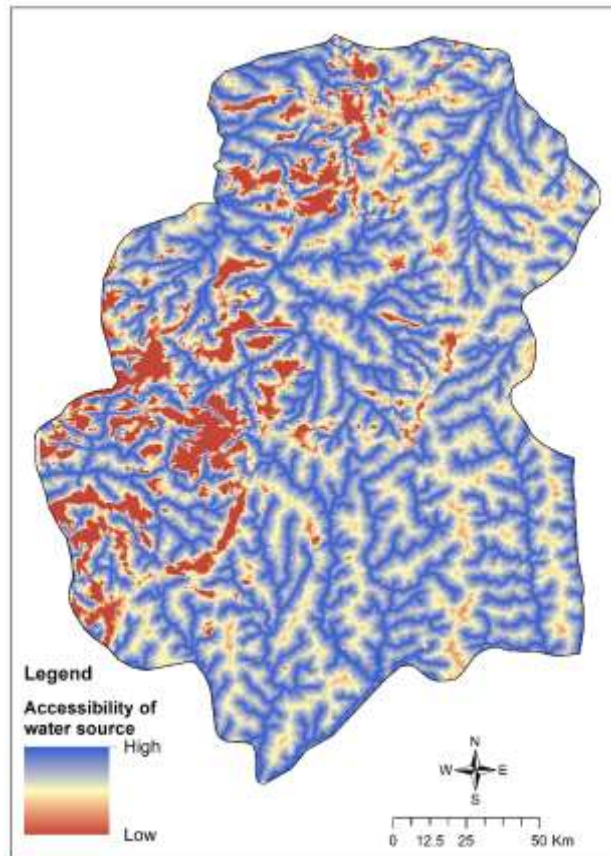 Legend
Accessibility of
water source
High
Low
N
W E
S
0 12.5 25 50 Km